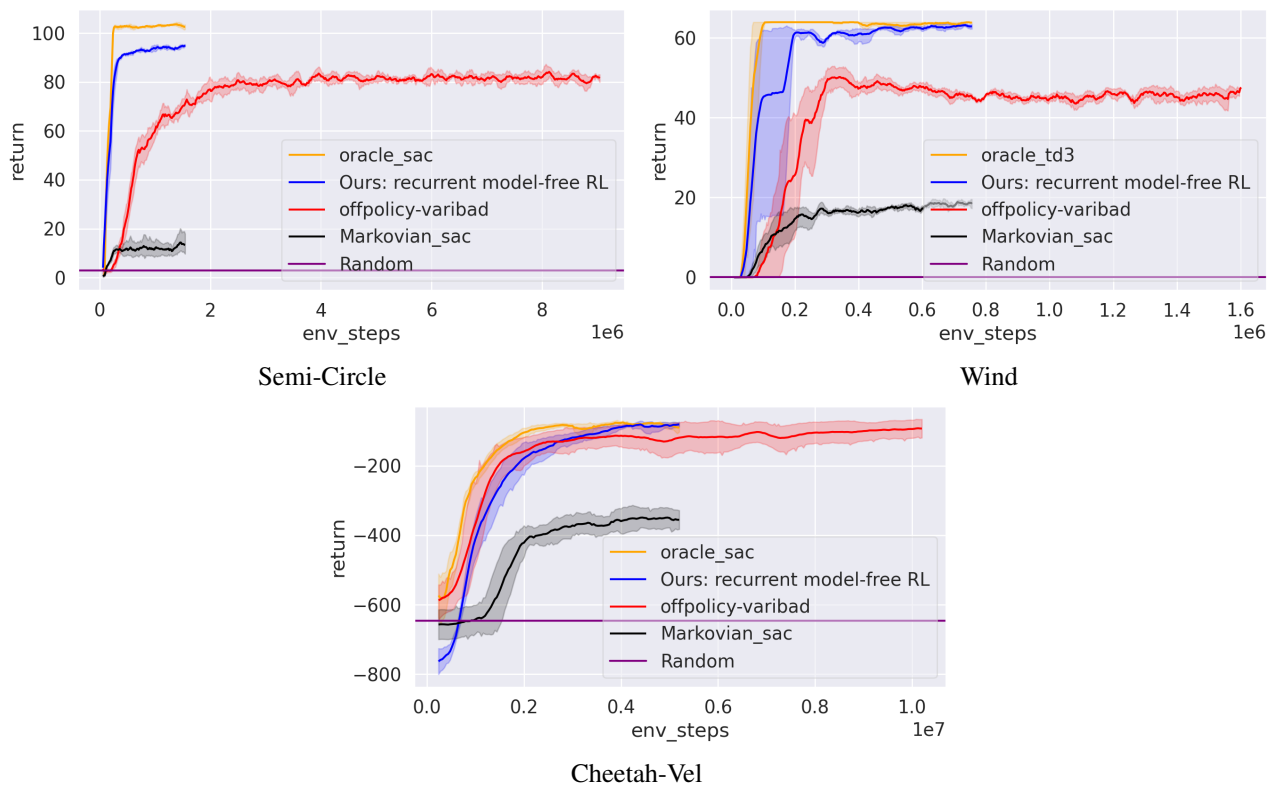 100
80
60
40
20
0
return
oracle_sac
Ours: recurrent model-free RL
offpolicy-varibad
Markovian_sac
Random
0 2 4 6 8
env_steps
1e6
Semi-Circle
60
40
20
0
return
oracle_td3
Ours: recurrent model-free RL
offpolicy-varibad
Markovian_sac
Random
0.0 0.2 0.4 0.6 0.8 1.0 1.2 1.4 1.6
env_steps
1e6
Wind
−200
−400
−600
−800
return
oracle_sac
Ours: recurrent model-free RL
offpolicy-varibad
Markovian_sac
Random
0.0 0.2 0.4 0.6 0.8 1.0
env_steps
1e7
Cheetah-Vel